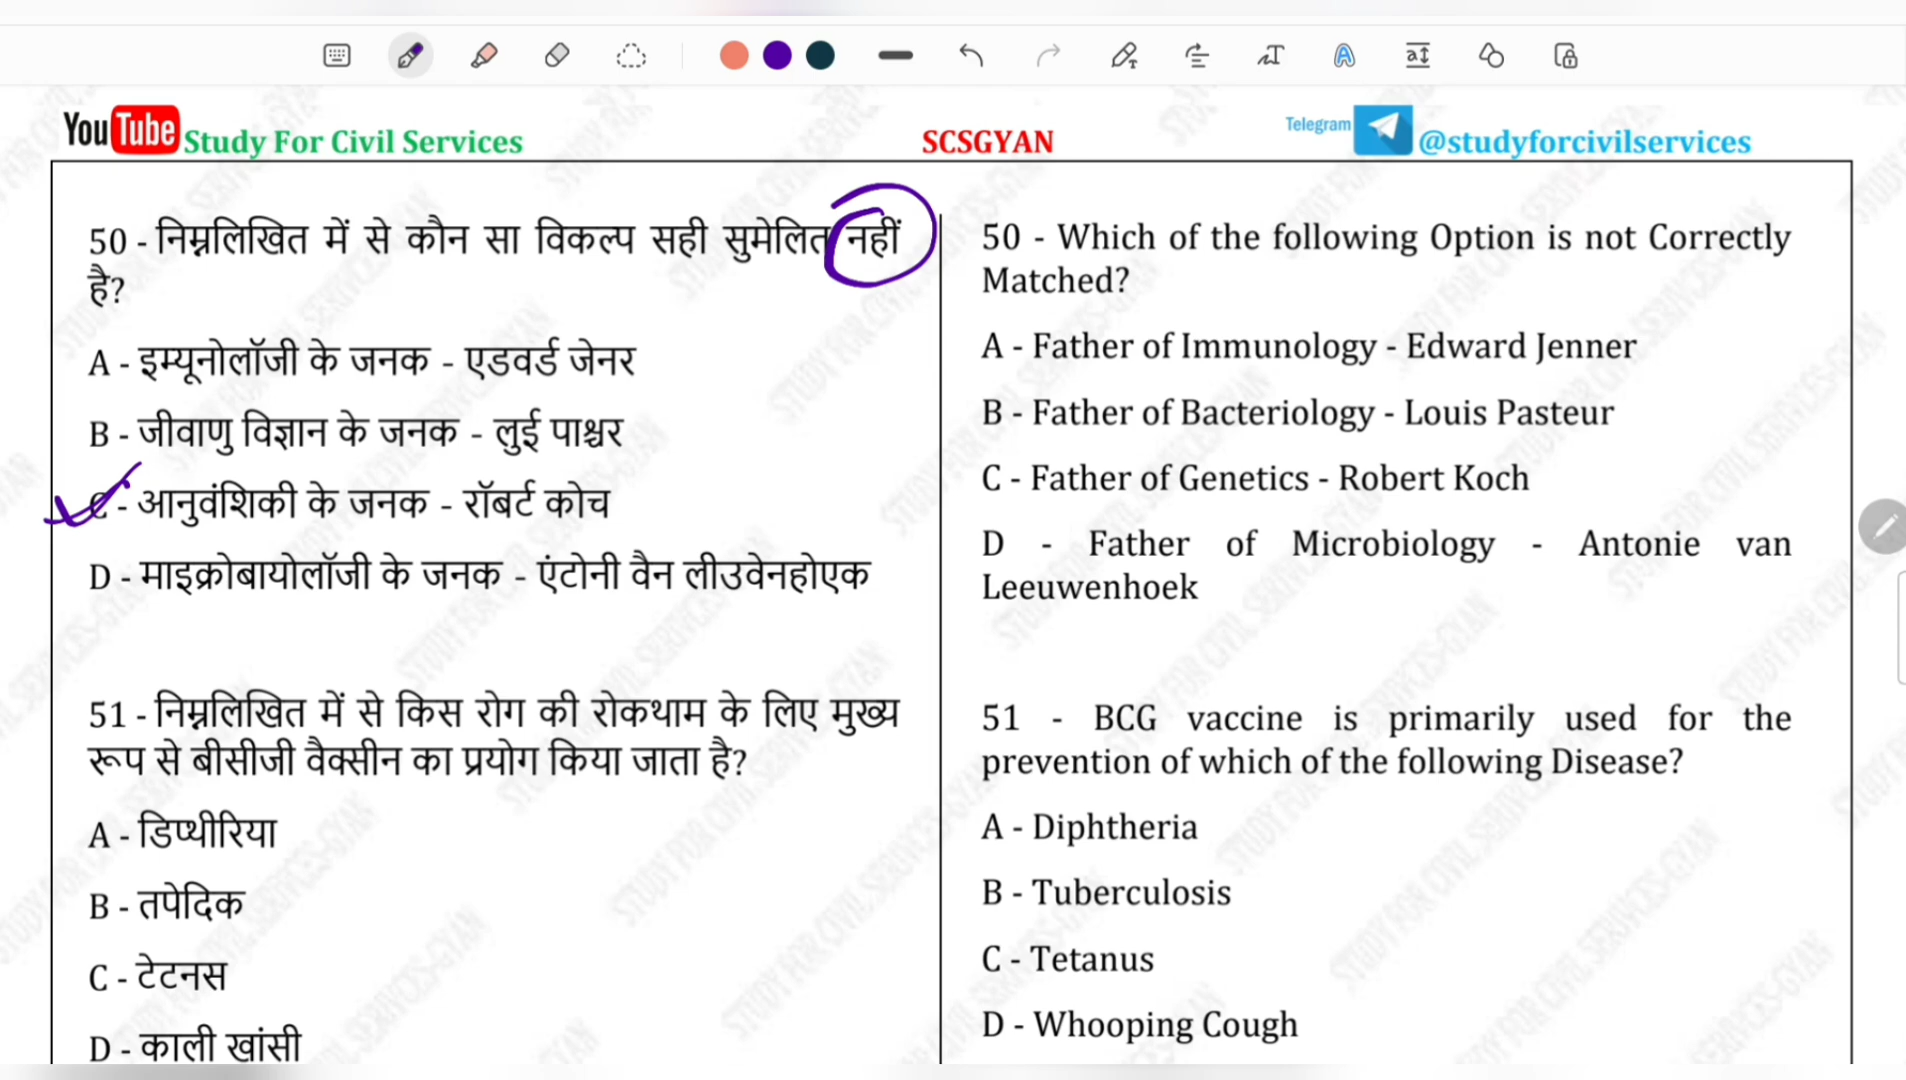 YouTube Study For Civil Services
SCSGYAN
Telegram @studyforcivilservices
50 - निम्नलिखित में से कौन सा विकल्प सही सुमेलित नहीं
है?
A - इम्यूनोलॉजी के जनक - एडवर्ड जेनर
B - जीवाणु विज्ञान के जनक - लुई पाश्चर
C - आनुवंशिकी के जनक - रॉबर्ट कोच
D - माइक्रोबायोलॉजी के जनक - एंटोनी वैन लीउवेनहोएक
51 - निम्नलिखित में से किस रोग की रोकथाम के लिए मुख्य
रूप से बीसीजी वैक्सीन का प्रयोग किया जाता है?
A - डिप्थीरिया
B - तपेदिक
C - टेटनस
D - काली खांसी
50 - Which of the following Option is not Correctly
Matched?
A - Father of Immunology - Edward Jenner
B - Father of Bacteriology - Louis Pasteur
C - Father of Genetics - Robert Koch
D - Father of Microbiology - Antonie van
Leeuwenhoek
51 - BCG vaccine is primarily used for the
prevention of which of the following Disease?
A - Diphtheria
B - Tuberculosis
C - Tetanus
D - Whooping Cough